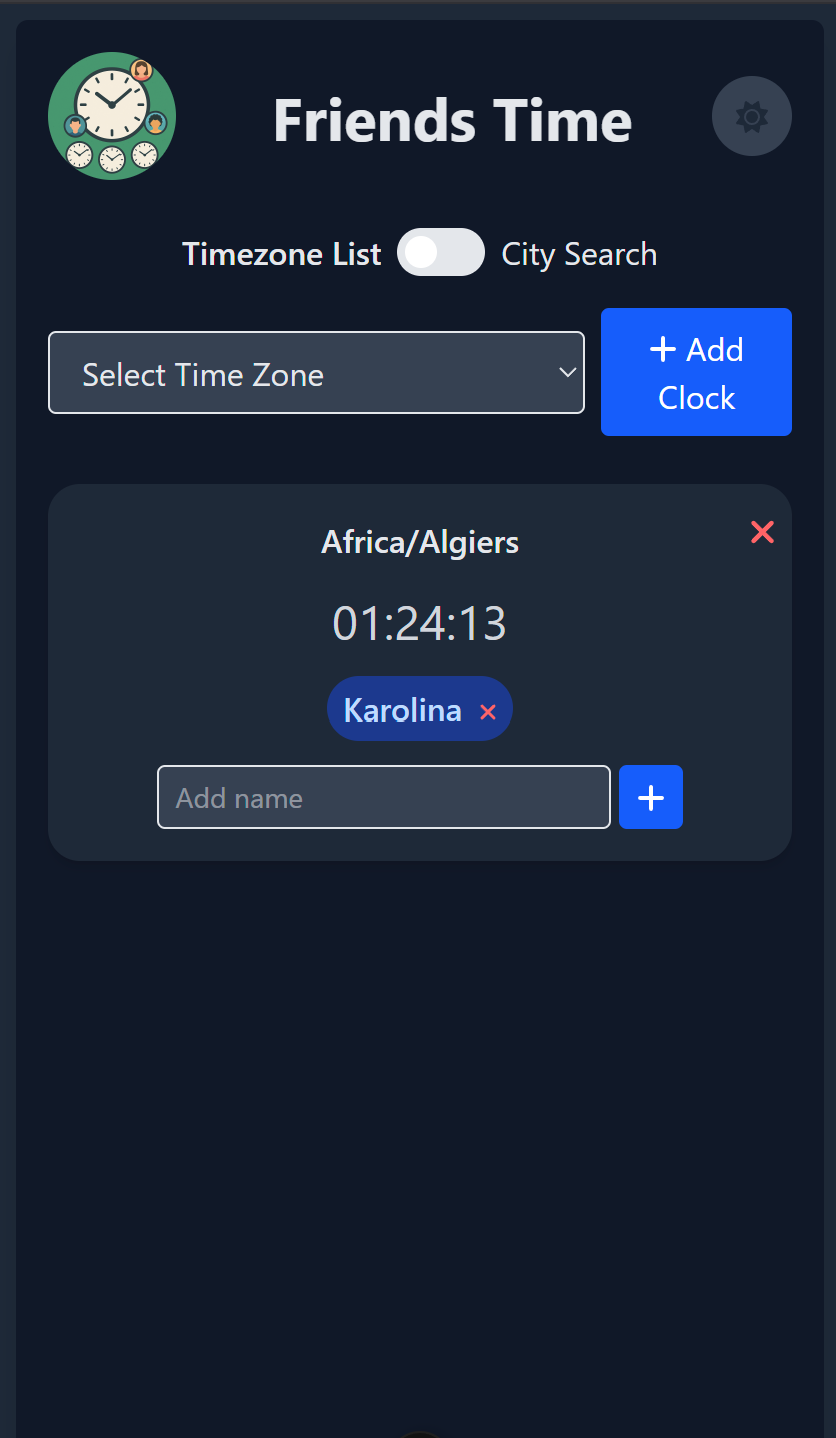 Friends Time
Timezone List City Search
Select Time Zone
Add
Clock
Africa/Algiers
01:24:13
Karolina
Add name